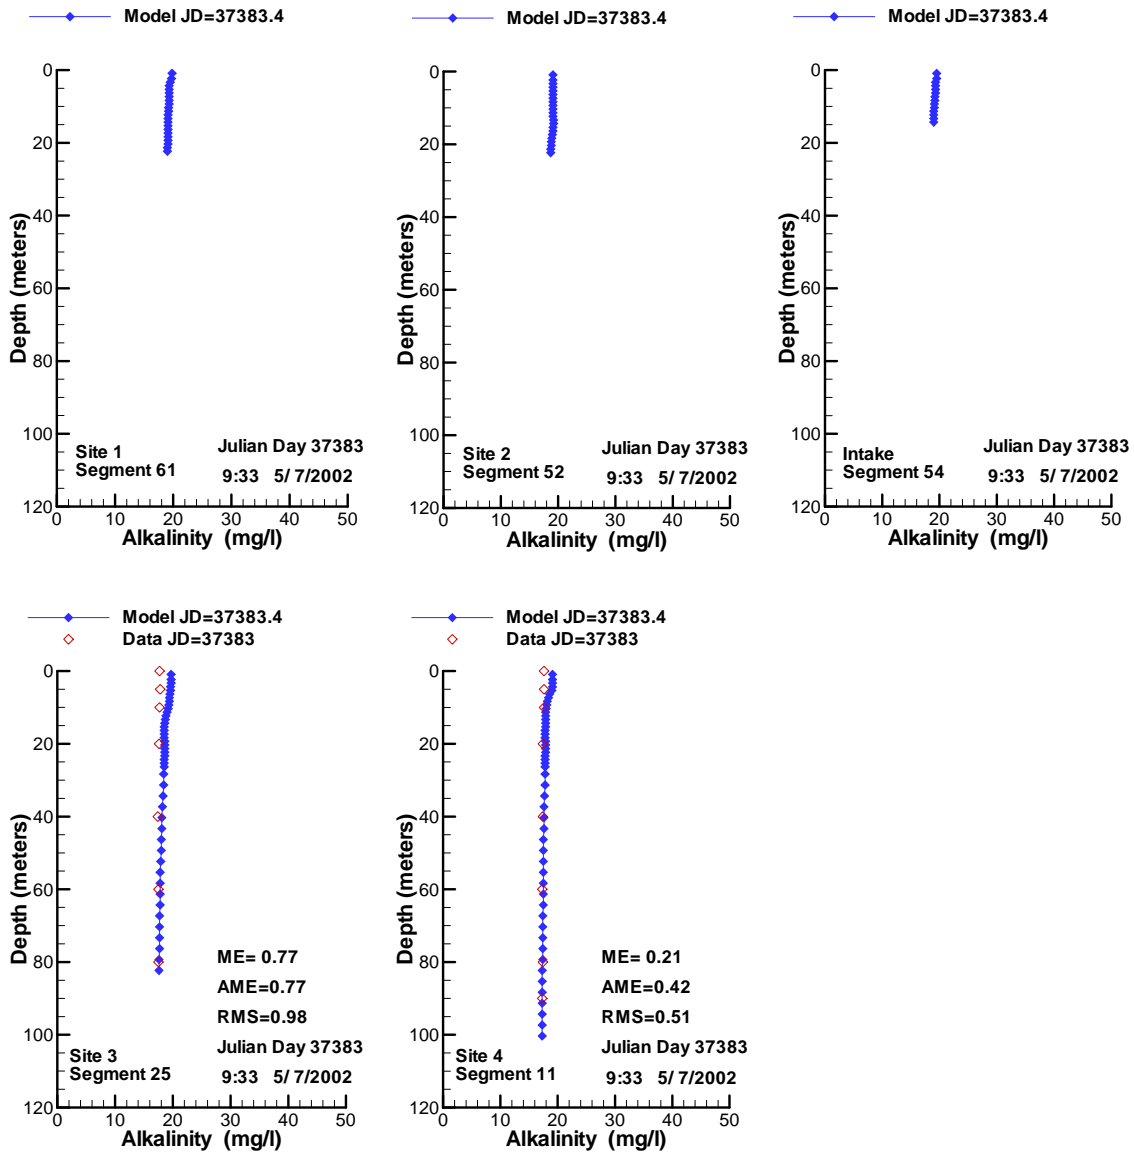 Model JD=37383.4
0
20
40
60
80
100
120
Depth (meters)
Site 1
Segment 61
Julian Day 37383
9:33 5/ 7/2002
0 10 20 30 40 50
Alkalinity (mg/l)
Model JD=37383.4
0
20
40
60
80
100
120
Depth (meters)
Site 2
Segment 52
Julian Day 37383
9:33 5/ 7/2002
0 10 20 30 40 50
Alkalinity (mg/l)
Model JD=37383.4
0
20
40
60
80
100
120
Depth (meters)
Intake
Segment 54
Julian Day 37383
9:33 5/ 7/2002
0 10 20 30 40 50
Alkalinity (mg/l)
Model JD=37383.4
Data JD=37383
0
20
40
60
80
100
120
Depth (meters)
ME= 0.77
AME=0.77
RMS=0.98
Site 3
Segment 25
Julian Day 37383
9:33 5/ 7/2002
0 10 20 30 40 50
Alkalinity (mg/l)
Model JD=37383.4
Data JD=37383
0
20
40
60
80
100
120
Depth (meters)
ME= 0.21
AME=0.42
RMS=0.51
Site 4
Segment 11
Julian Day 37383
9:33 5/ 7/2002
0 10 20 30 40 50
Alkalinity (mg/l)